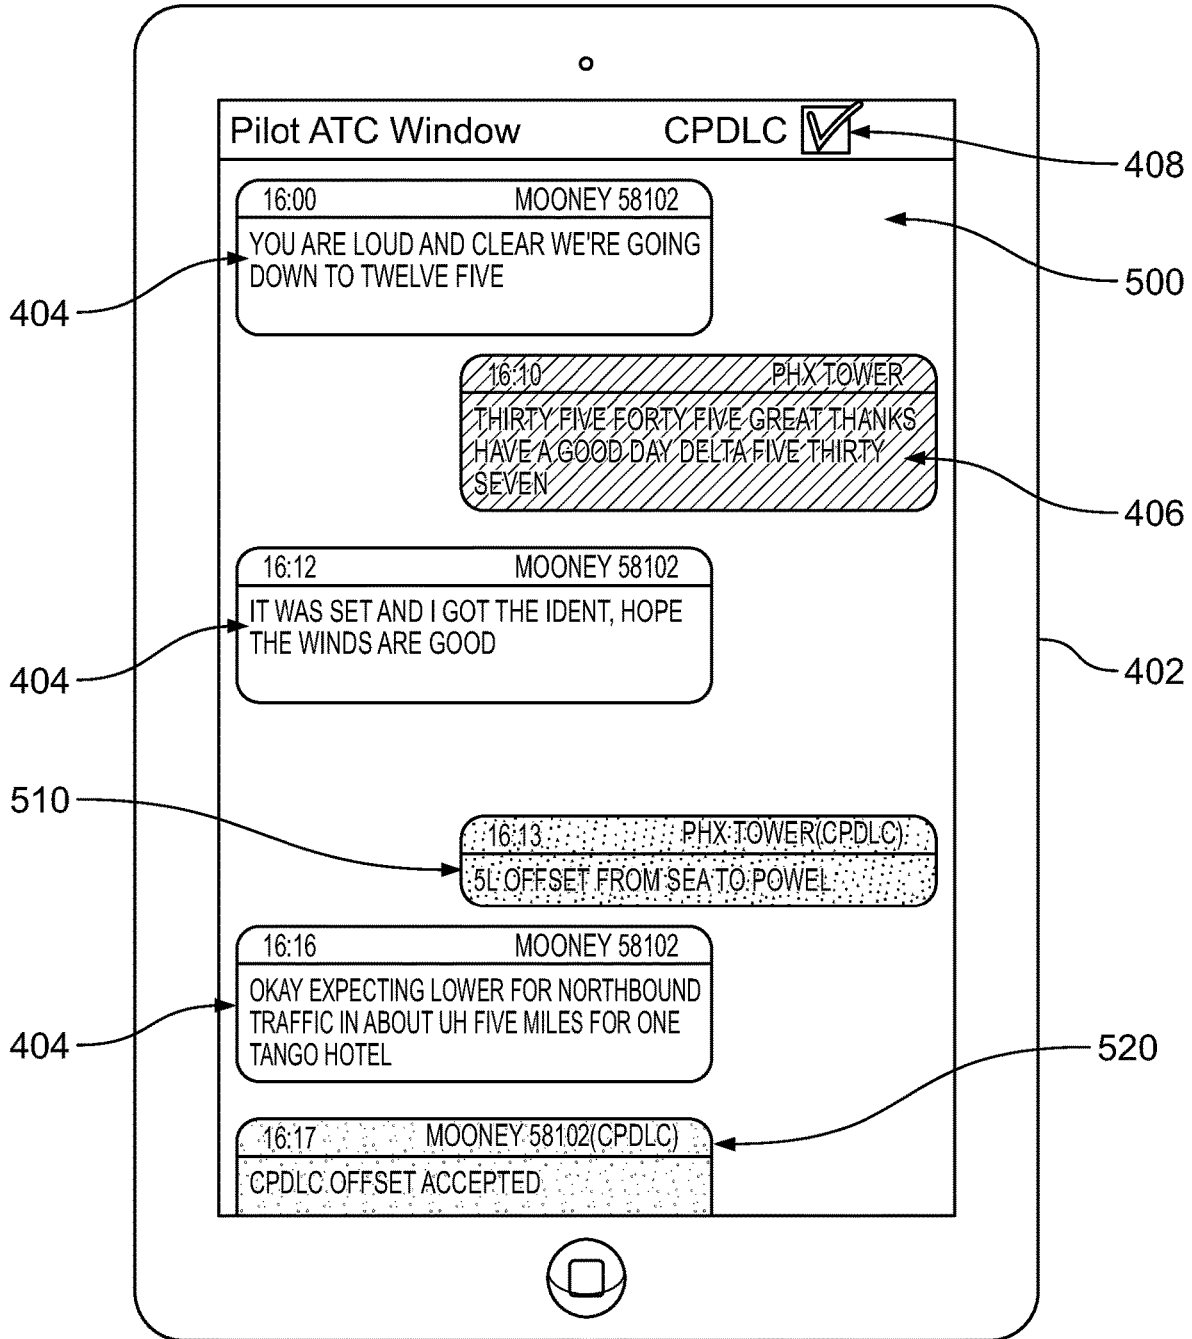 Pilot ATC Window CPDLC
408
16:00 MOONEY 58102
YOU ARE LOUD AND CLEAR WE'RE GOING
DOWN TO TWELVE FIVE
500
404
16:10 PHX TOWER
THIRTY FIVE FORTY FIVE GREAT THANKS
HAVE A GOOD DAY DELTA FIVE THIRTY
SEVEN
406
16:12 MOONEY 58102
IT WAS SET AND I GOT THE IDENT, HOPE
THE WINDS ARE GOOD
404
402
510
16:13 PHX TOWER(CPDLC)
5L OFFSET FROM SEA TO POWEL
16:16 MOONEY 58102
OKAY EXPECTING LOWER FOR NORTHBOUND
TRAFFIC IN ABOUT UH FIVE MILES FOR ONE
TANGO HOTEL
404
520
16:17 MOONEY 58102(CPDLC)
CPDLC OFFSET ACCEPTED